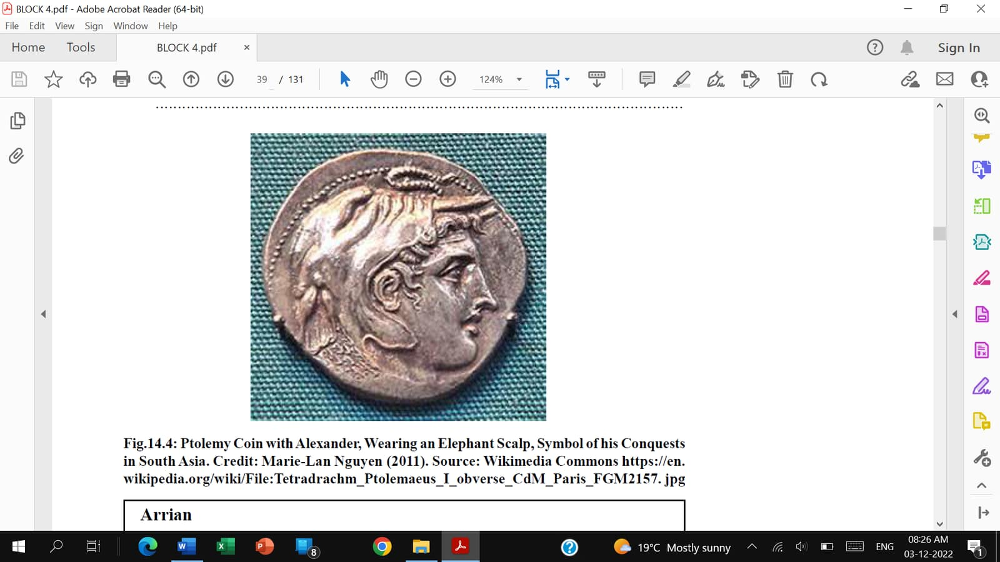 BLOCK 4.pdf - Adobe Acrobat Reader (64-bit)
File Edit View Sign Window Help
Home Tools BLOCK 4.pdf × Sign In
39 / 131 124%
Fig.14.4: Ptolemy Coin with Alexander, Wearing an Elephant Scalp, Symbol of his Conquests
in South Asia. Credit: Marie-Lan Nguyen (2011). Source: Wikimedia Commons https://en.
wikipedia.org/wiki/File:Tetradrachm_Ptolemaeus_I_obverse_CdM_Paris_FGM2157. jpg
Arrian
8 19°C Mostly sunny ENG 08:26 AM
03-12-2022 1